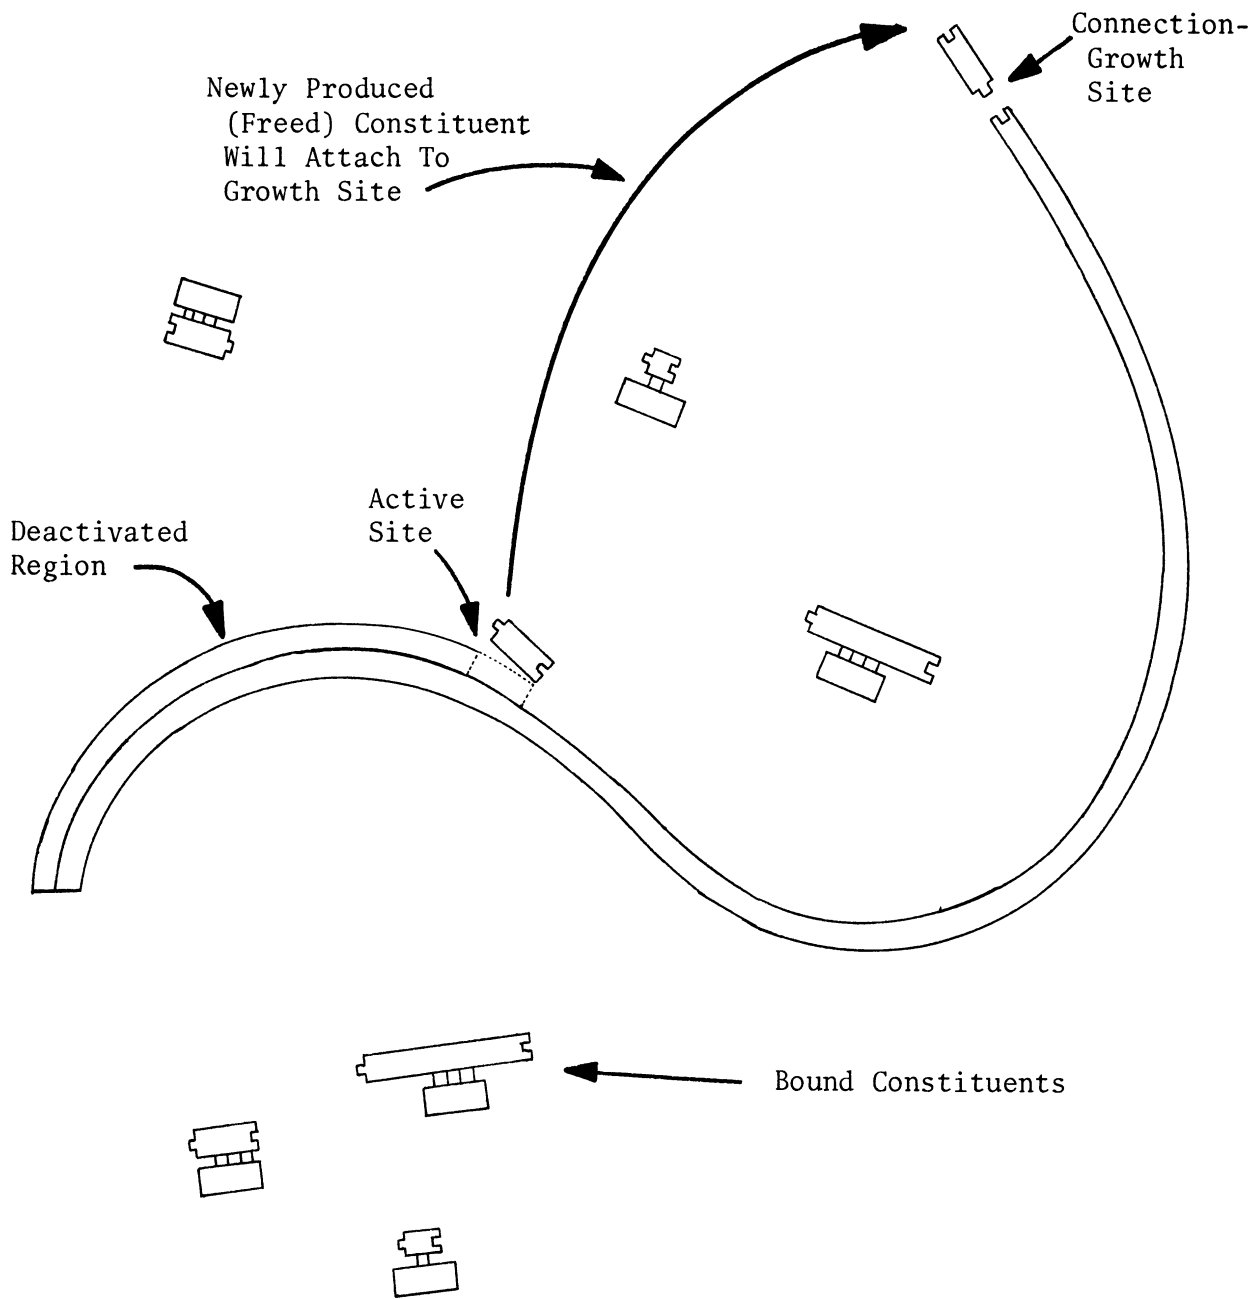 Connection-
Growth
Site
Newly Produced
(Freed) Constituent
Will Attach To
Growth Site
Active
Site
Deactivated
Region
Bound Constituents